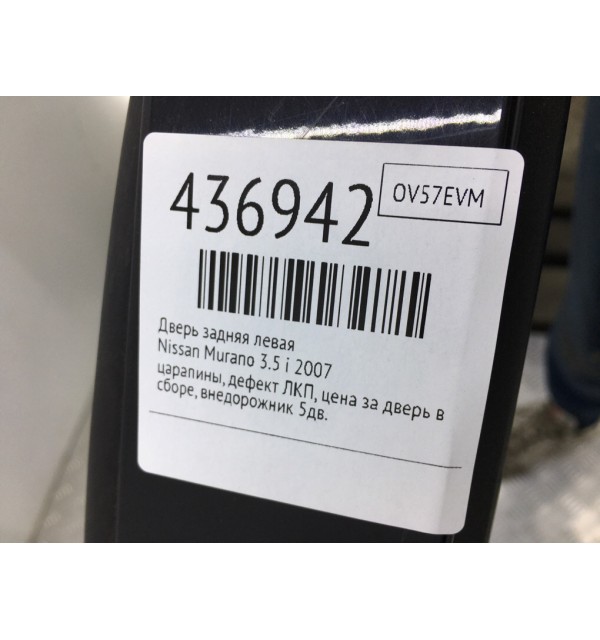 436942
OV57EVM
Дверь задняя левая
Nissan Murano 3.5 i 2007
царапины, дефект ЛКП, цена за дверь в
сборе, внедорожник 5дв.